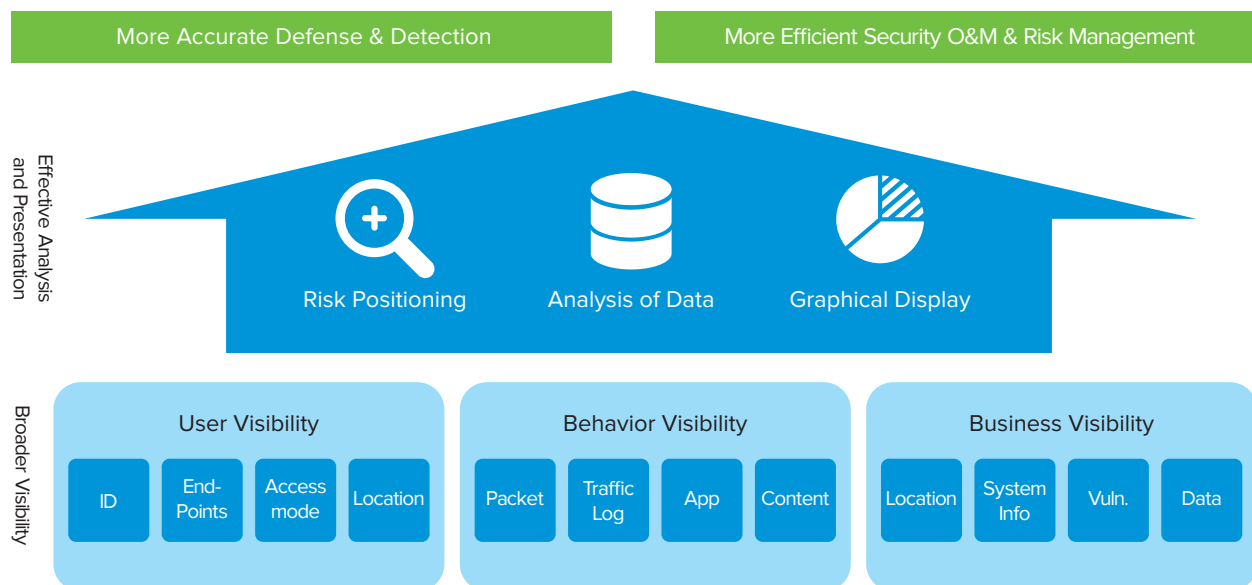 More Accurate Defense & Detection
More Efficient Security O&M & Risk Management
Effective Analysis
and Presentation
Risk Positioning
Analysis of Data
Graphical Display
Broader Visibility
User Visibility
ID
End-
Points
Access
mode
Location
Behavior Visibility
Packet
Traffic
Log
App
Content
Business Visibility
Location
System
Info
Vuln.
Data